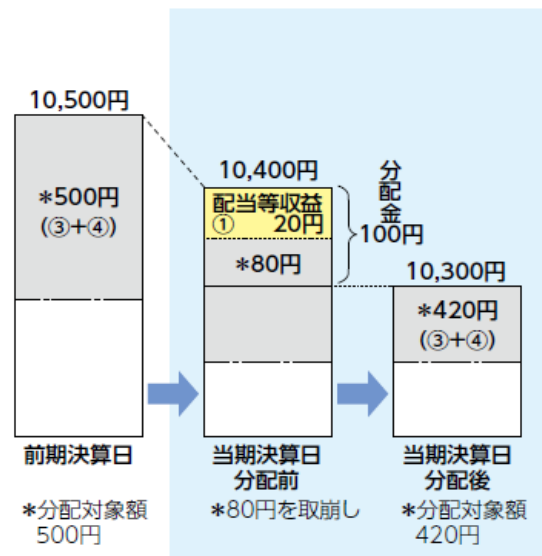 10,500円
*500円
(③+④)
前期決算日
*分配対象額
500円
10,400円
配当等収益
① 20円
*80円
分配金
100円
当期決算日
分配前
*80円を取崩し
10,300円
*420円
(③+④)
当期決算日
分配後
*分配対象額
420円